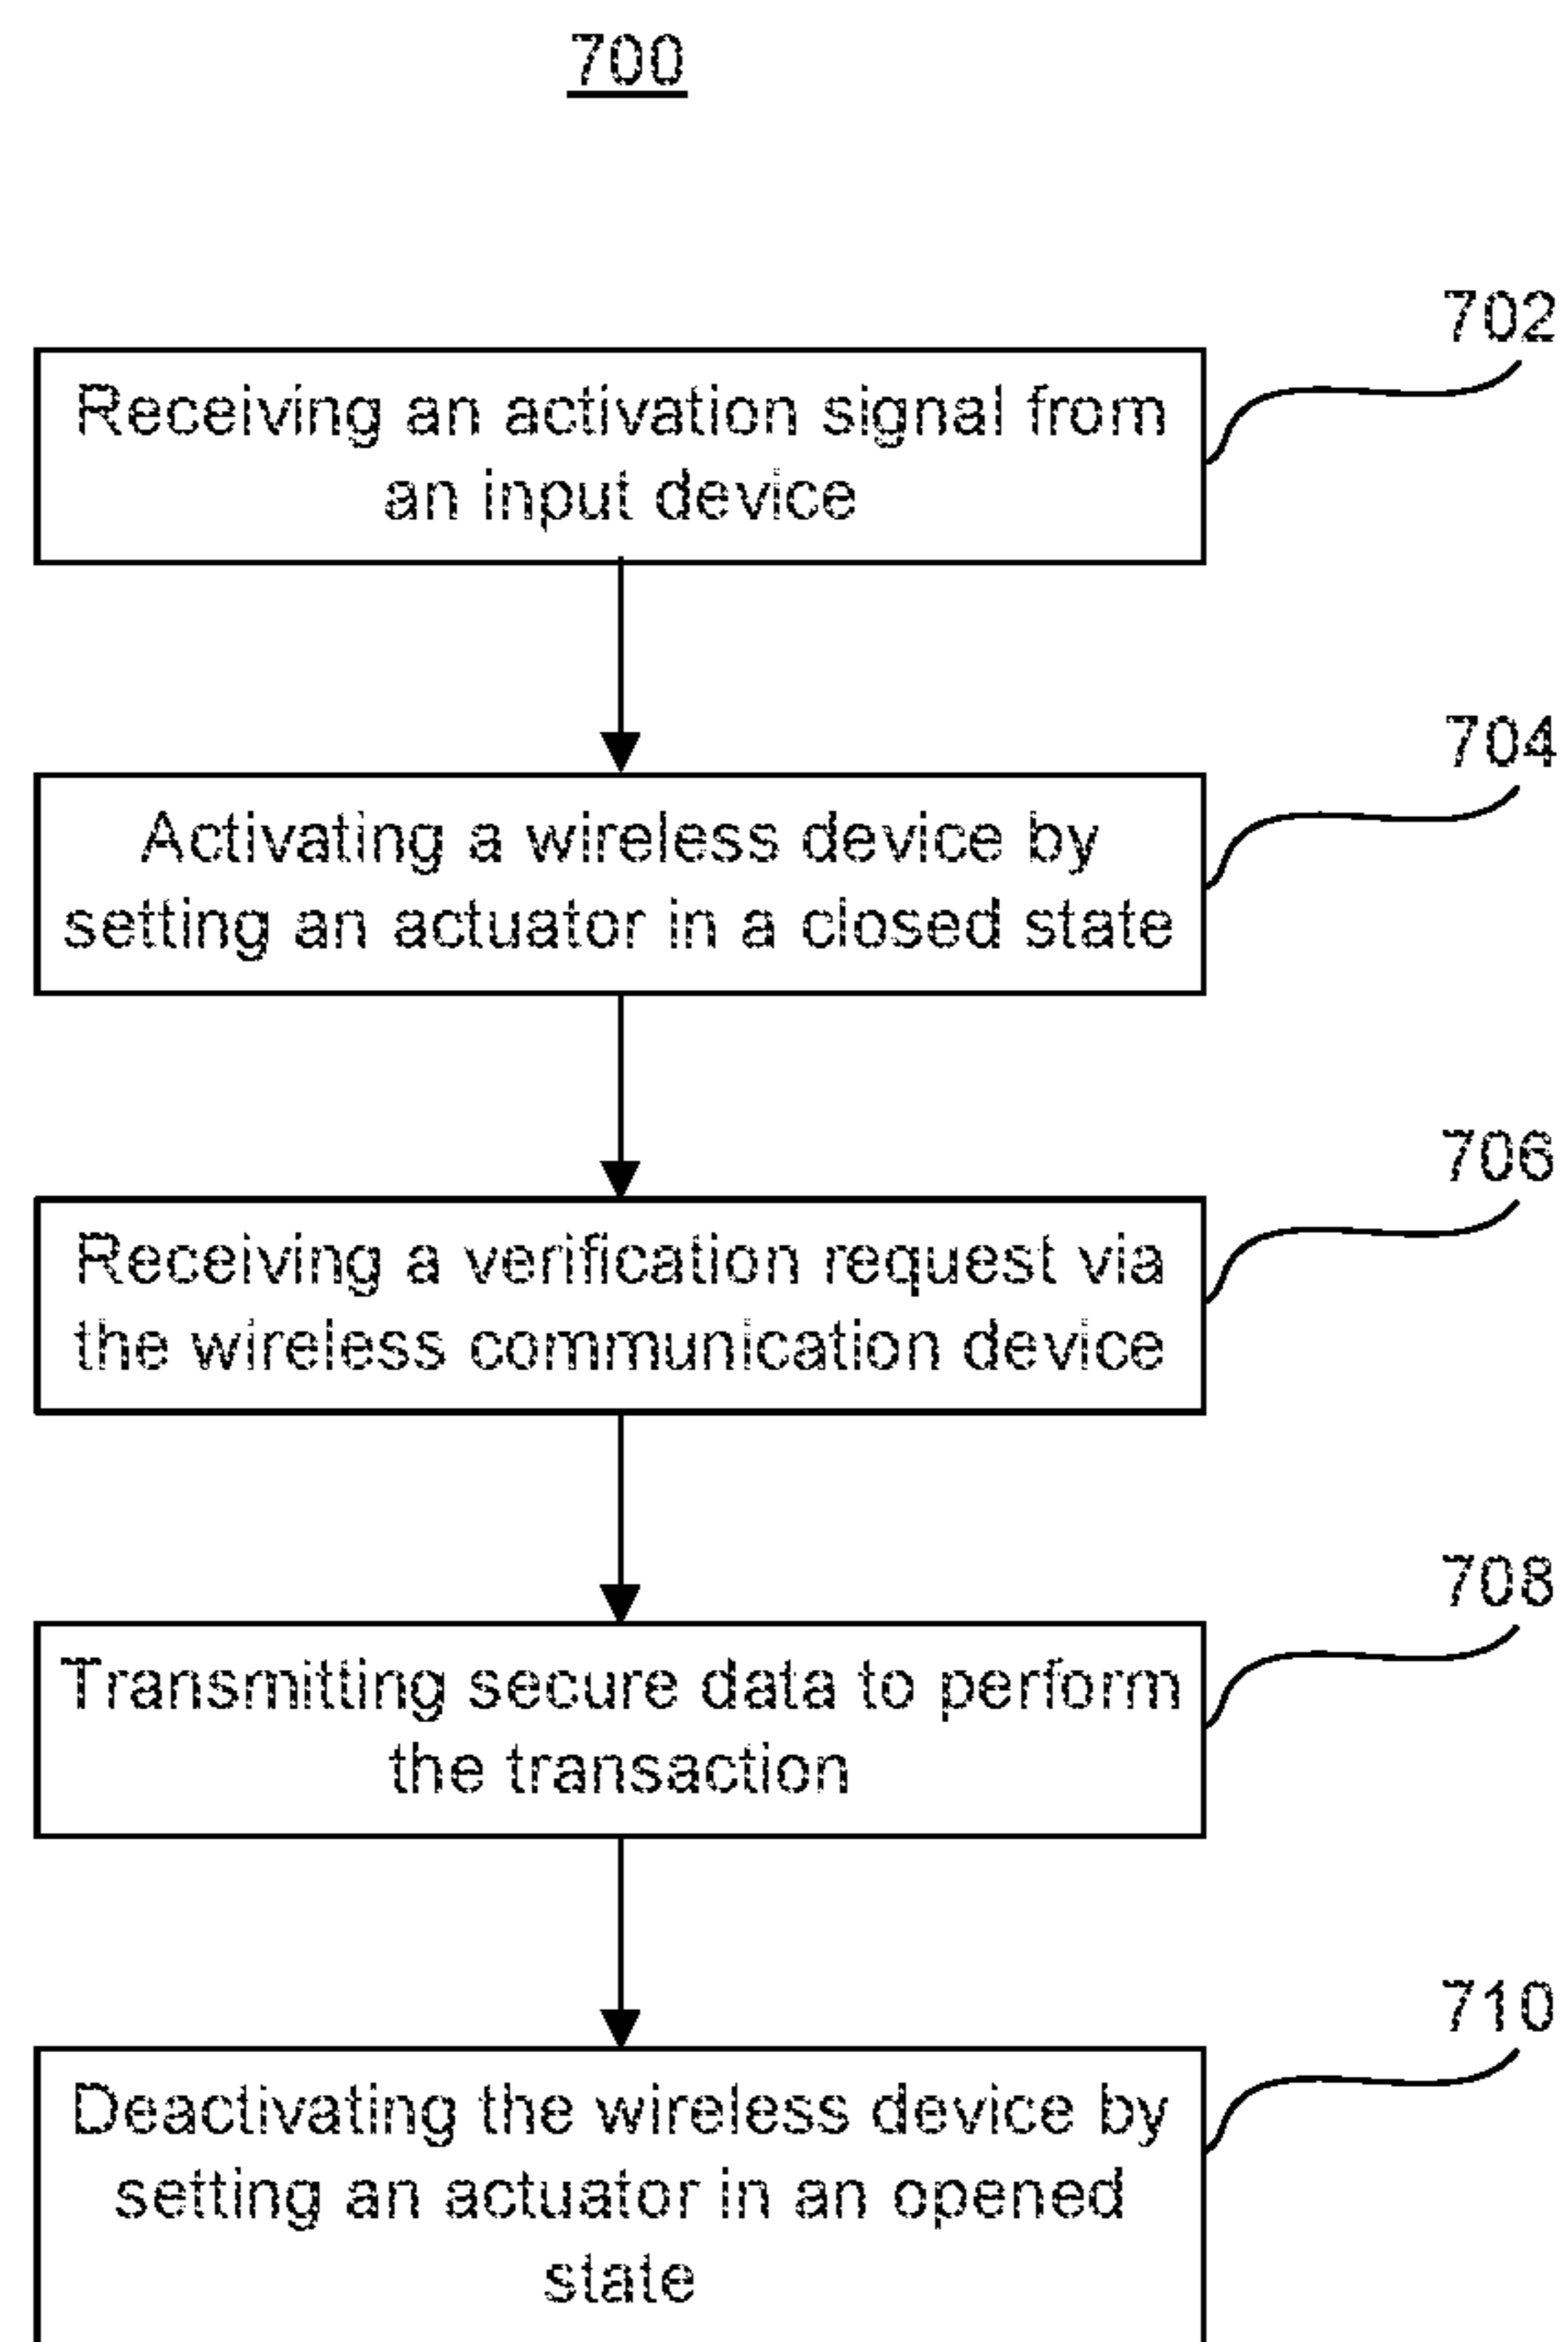 700
702
Receiving an activation signal from
an input device
704
Activating a wireless device by
setting an actuator in a closed state
706
Receiving a verification request via
the wireless communication device
708
Transmitting secure data to perform
the transaction
710
Deactivating the wireless device by
setting an actuator in an opened
state